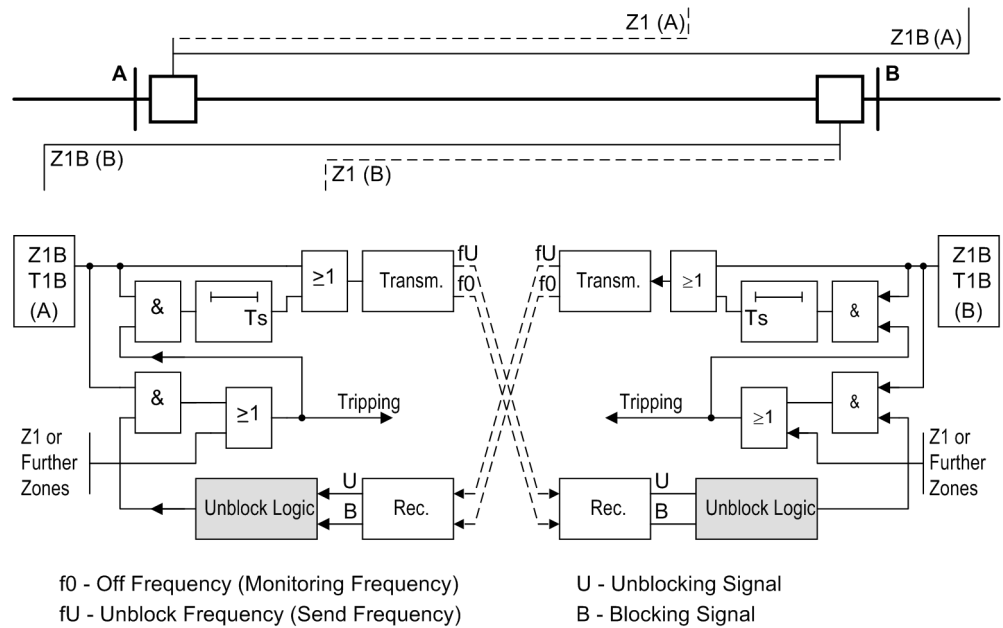 Z1 (A)
Z1B (A)
A
B
Z1B (B)
Z1 (B)
Z1B
T1B
(A)
&
Ts
≥1
Transm.
fU
f0
fU
f0
Transm.
≥1
Ts
&
Z1B
T1B
(B)
&
≥1
Tripping
Tripping
≥1
&
Z1 or
Further
Zones
Z1 or
Further
Zones
Unblock Logic
U
B
Rec.
Rec.
U
B
Unblock Logic
f0 - Off Frequency (Monitoring Frequency)
U - Unblocking Signal
fU - Unblock Frequency (Send Frequency)
B - Blocking Signal